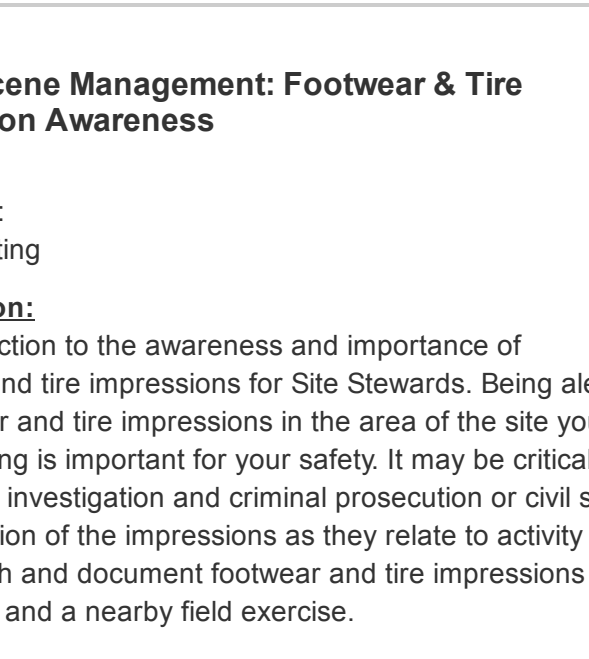 cene Management: Footwear & Tire
on Awareness
:
ting
on:
ction to the awareness and importance of
nd tire impressions for Site Stewards. Being ale
r and tire impressions in the area of the site you
ng is important for your safety. It may be critical
investigation and criminal prosecution or civil s
ion of the impressions as they relate to activity
h and document footwear and tire impressions
and a nearby field exercise.